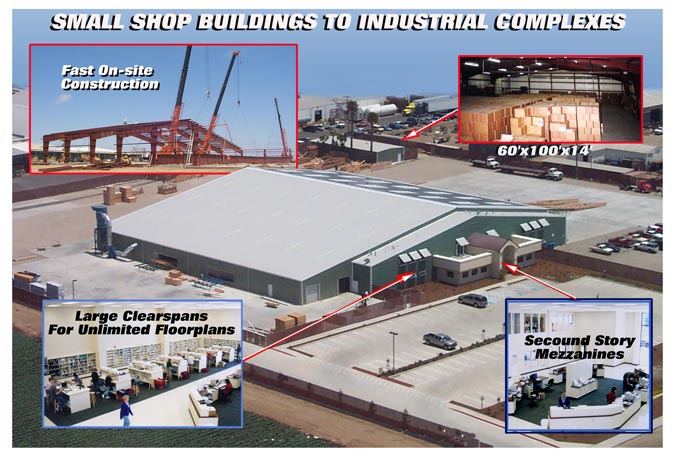 SMALL SHOP BUILDINGS TO INDUSTRIAL COMPLEXES
Fast On-site
Construction
60'x100'x14'
Large Clearspans
For Unlimited Floorplans
Secound Story
Mezzanines